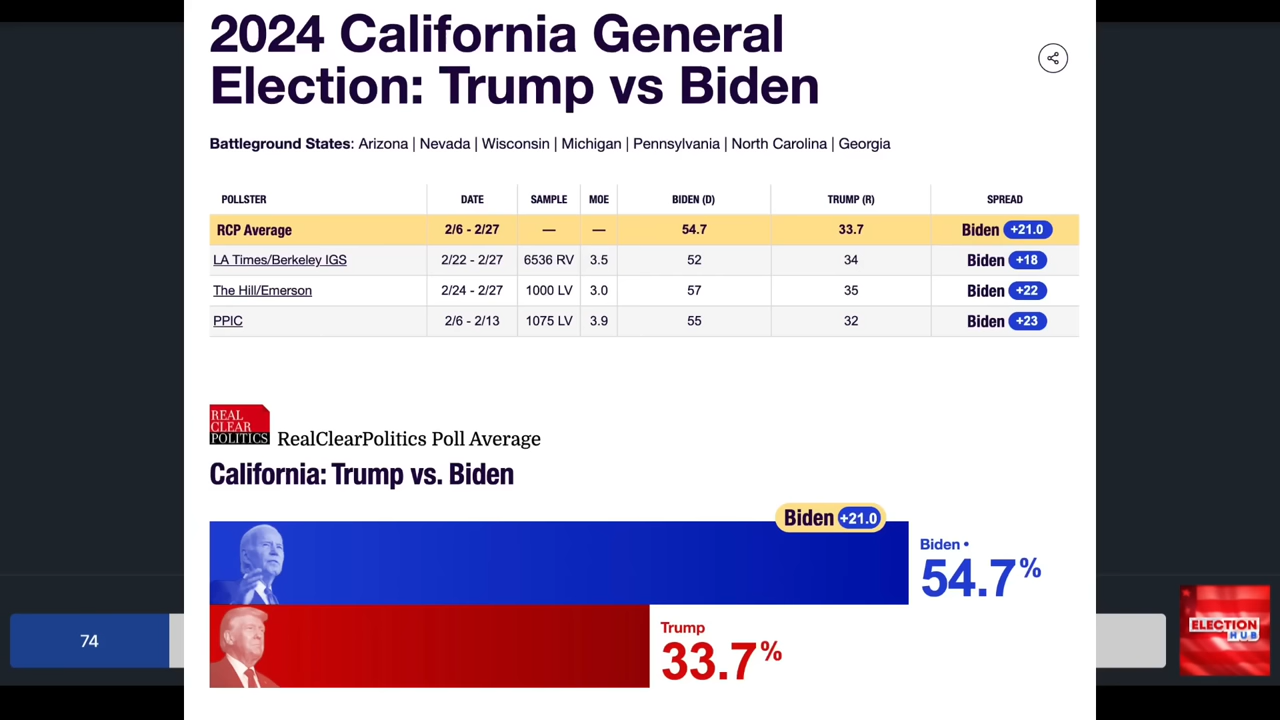 2024 California General
Election: Trump vs Biden
Battleground States: Arizona | Nevada | Wisconsin | Michigan | Pennsylvania | North Carolina | Georgia
POLLSTER DATE SAMPLE MOE BIDEN (D) TRUMP (R) SPREAD
RCP Average 2/6 - 2/27 — — 54.7 33.7 Biden +21.0
LA Times/Berkeley IGS 2/22 - 2/27 6536 RV 3.5 52 34 Biden +18
The Hill/Emerson 2/24 - 2/27 1000 LV 3.0 57 35 Biden +22
PPIC 2/6 - 2/13 1075 LV 3.9 55 32 Biden +23
REAL
CLEAR
POLITICS
RealClearPolitics Poll Average
California: Trump vs. Biden
Biden +21.0
Biden •
54.7%
Trump
33.7%
74
ELECTION
HUB